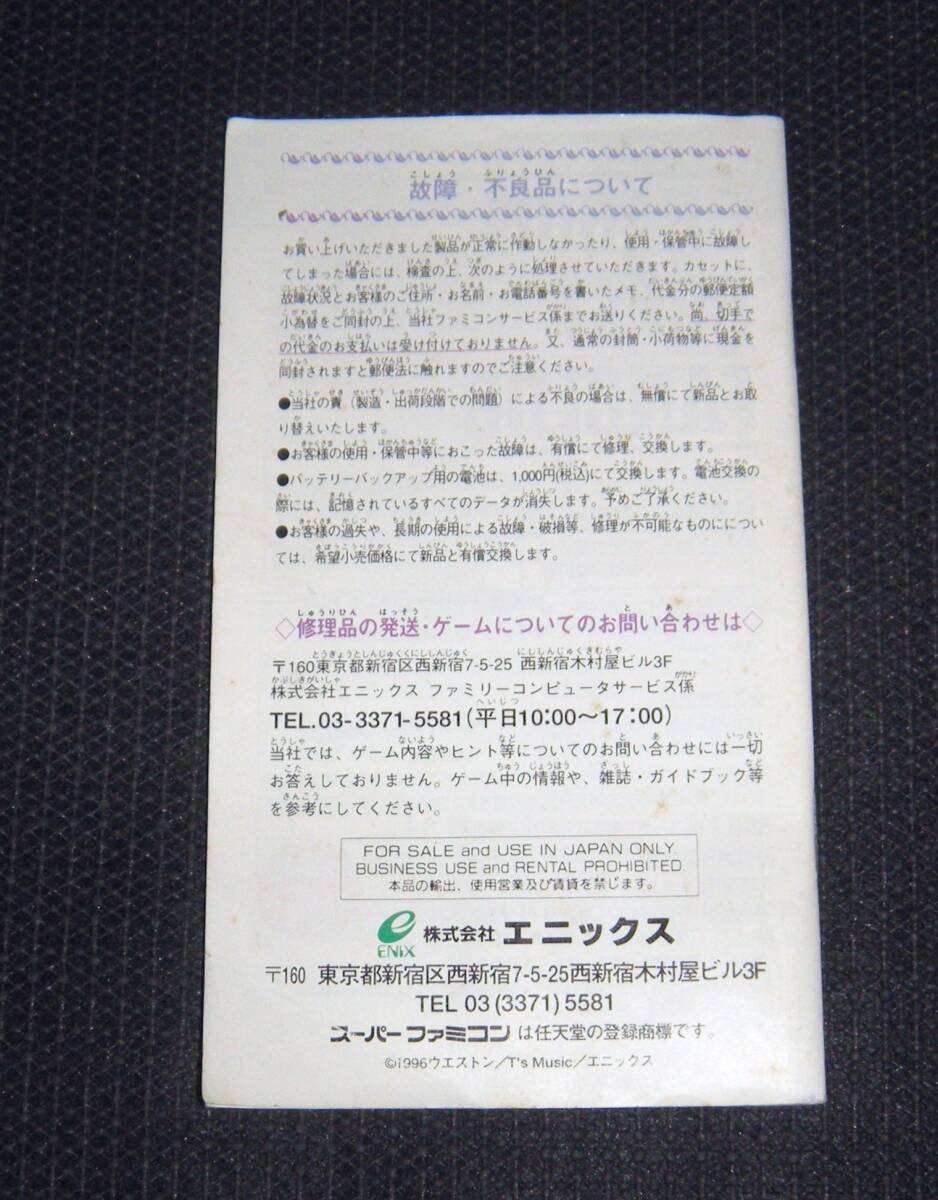 故障・不良品について
お買い上げいただきました製品が正常に作動しなかったり、使用・保管中に故障し
てしまった場合には、検査の上、次のように処理させていただきます。カセットに、
故障状況とお客様のご住所・お名前・お電話番号を書いたメモ、代金分の郵便定額
小為替をご同封の上、当社ファミコンサービス係までお送りください。尚、切手で
の代金のお支払いは受け付けておりません。又、通常の封筒・小荷物等に現金を
同封されますと郵便法に触れますのでご注意ください。
●当社の責（製造・出荷段階での問題）による不良の場合は、無償にて新品とお取
り替えいたします。
●お客様の使用・保管中等におこった故障は、有償にて修理、交換します。
●バッテリーバックアップ用の電池は、1,000円(税込)にて交換します。電池交換の
際には、記憶されているすべてのデータが消失します。予めご了承ください。
●お客様の過失や、長期の使用による故障・破損等、修理が不可能なものにについ
ては、希望小売価格にて新品と有償交換します。
◇修理品の発送・ゲームについてのお問い合わせは◇
〒160東京都新宿区西新宿7-5-25 西新宿木村屋ビル3F
株式会社エニックス ファミリーコンピュータサービス係
TEL.03-3371-5581(平日10:00〜17:00)
当社では、ゲーム内容やヒント等についてのお問い合わせには一切
お答えしておりません。ゲーム中の情報や、雑誌・ガイドブック等
を参考にしてください。
FOR SALE and USE IN JAPAN ONLY.
BUSINESS USE and RENTAL PROHIBITED.
本品の輸出、使用営業及び賃貸を禁じます。
ENIX 株式会社 エニックス
〒160 東京都新宿区西新宿7-5-25西新宿木村屋ビル3F
TEL 03(3371)5581
スーパーファミコンは任天堂の登録商標です。
©1996ウエストン/T's Music/エニックス